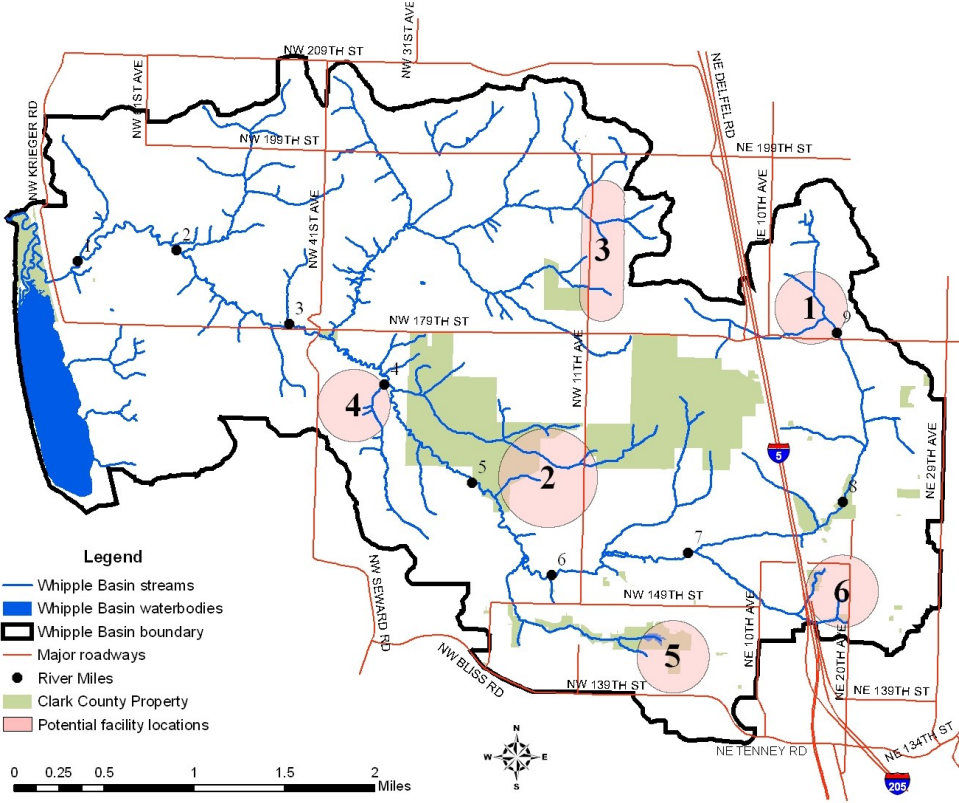 NW 209TH ST
NW 31ST AVE
NE DELFEL RD
NW 199TH ST
NE 199TH ST
NW KRIEGER RD
NW 41ST AVE
NE 10TH AVE
1
2
3
3
1
9
NW 179TH ST
NW 11TH AVE
4
4
5
2
5
NE 29TH AVE
8
7
6
6
NW 149TH ST
NE 10TH AVE
NE 20TH AVE
5
NW SEWARD RD
NW BLISS RD
NW 139TH ST
NE 139TH ST
NE TENNEY RD
NE 134TH ST
205
Legend
Whipple Basin streams
Whipple Basin waterbodies
Whipple Basin boundary
Major roadways
River Miles
Clark County Property
Potential facility locations
N
W E
S
0 0.25 0.5 1 1.5 2
Miles